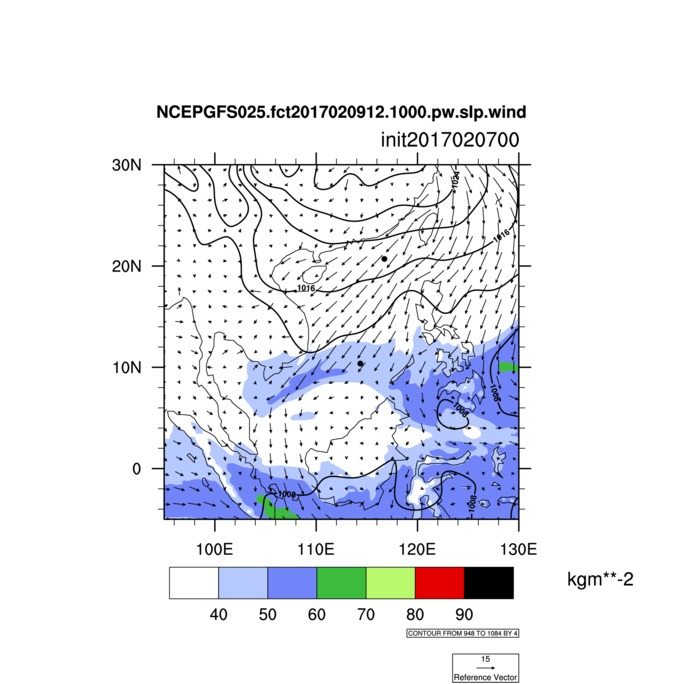 NCEPGFS025.fct2017020912.1000.pw.slp.wind
init2017020700
30N
1024
1016
20N
1016
10N
1008
1008
0
1008
1008
100E 110E 120E 130E
kgm**-2
40 50 60 70 80 90
CONTOUR FROM 948 TO 1084 BY 4
15
Reference Vector